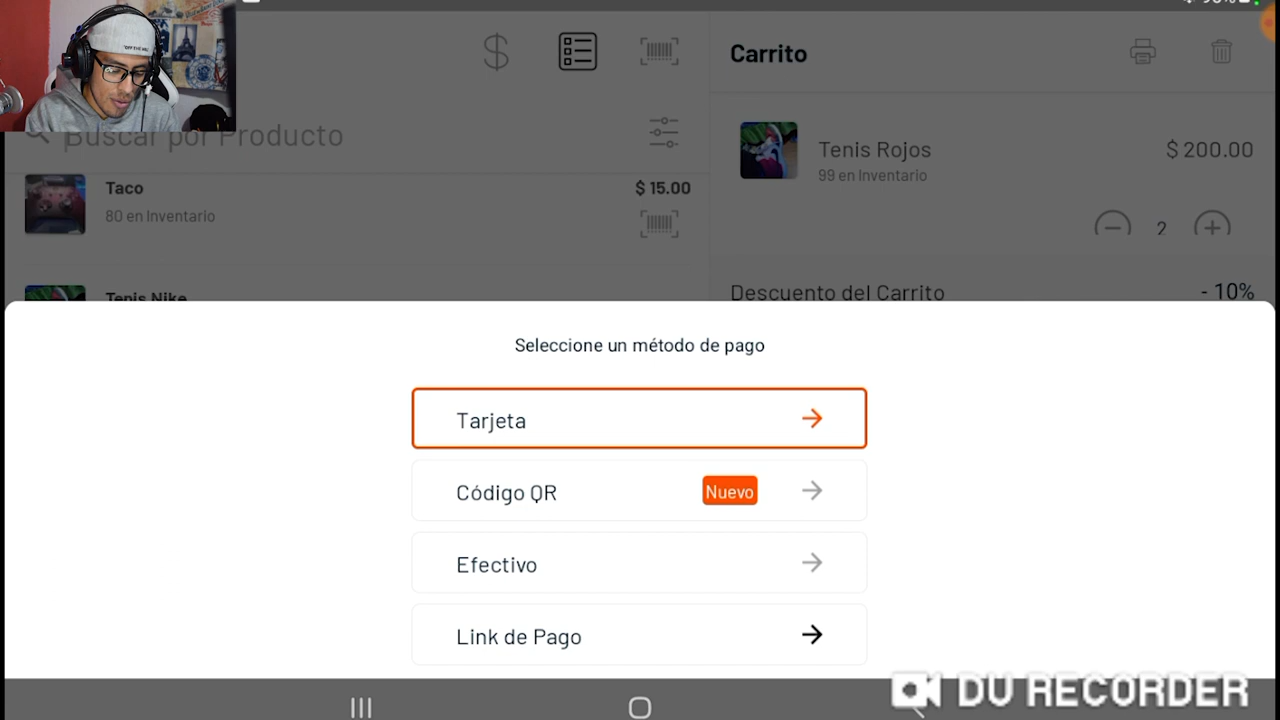 Carrito
Buscar por Producto
Taco
$ 15.00
80 en Inventario
Tenis Nike
Tenis Rojos
$ 200.00
99 en Inventario
2
Descuento del Carrito
- 10%
Seleccione un método de pago
Tarjeta
Código QR
Nuevo
Efectivo
Link de Pago
DU RECORDER